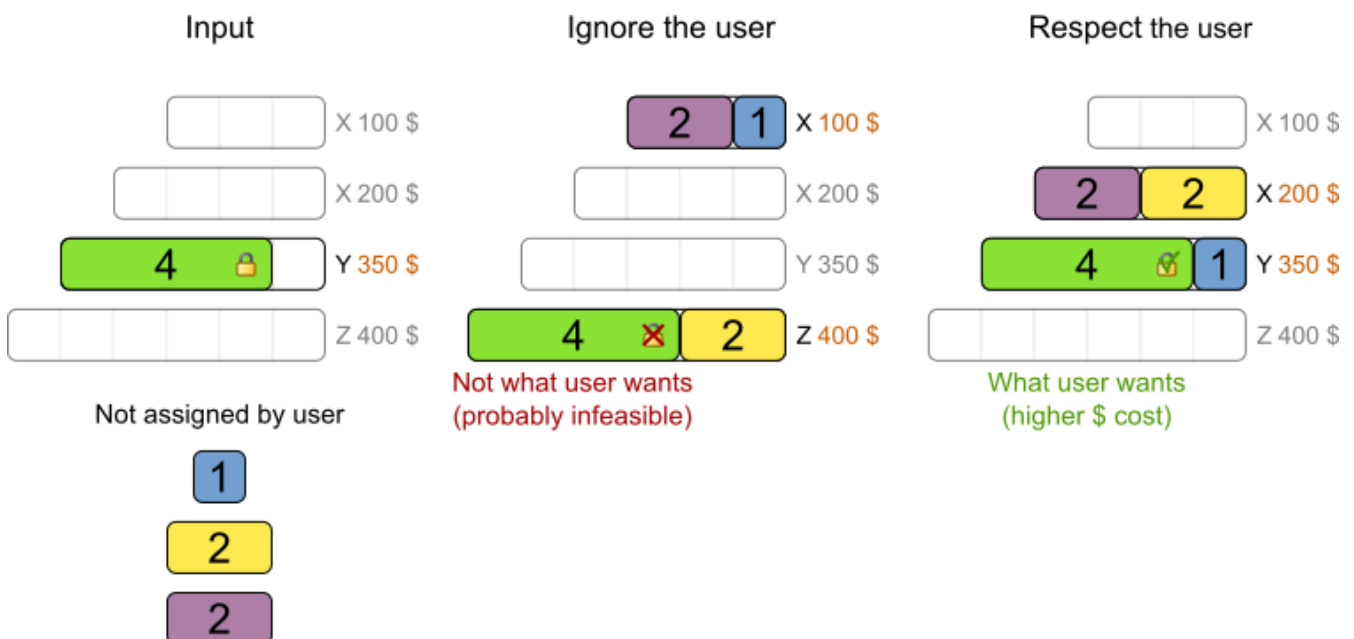 Input
X 100 $
X 200 $
4 Y 350 $
Z 400 $
Not assigned by user
1
2
2
Ignore the user
2 1 X 100 $
X 200 $
Y 350 $
4 2 Z 400 $
Not what user wants
(probably infeasible)
Respect the user
X 100 $
2 2 X 200 $
4 1 Y 350 $
Z 400 $
What user wants
(higher $ cost)